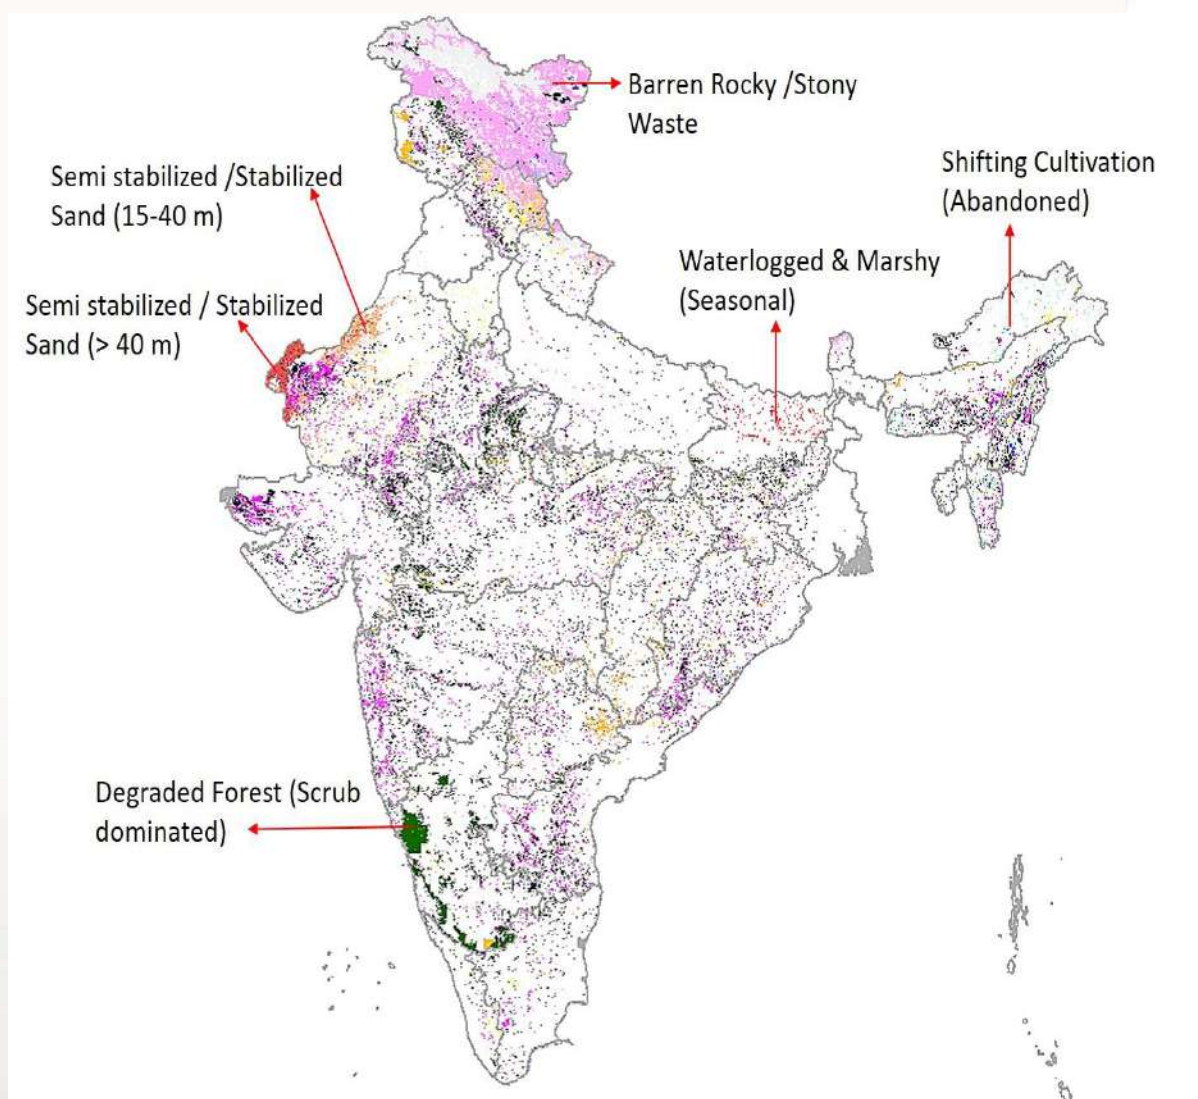 Barren Rocky /Stony
Waste
Shifting Cultivation
(Abandoned)
Semi stabilized /Stabilized
Sand (15-40 m)
Waterlogged & Marshy
(Seasonal)
Semi stabilized / Stabilized
Sand (> 40 m)
Degraded Forest (Scrub
dominated)